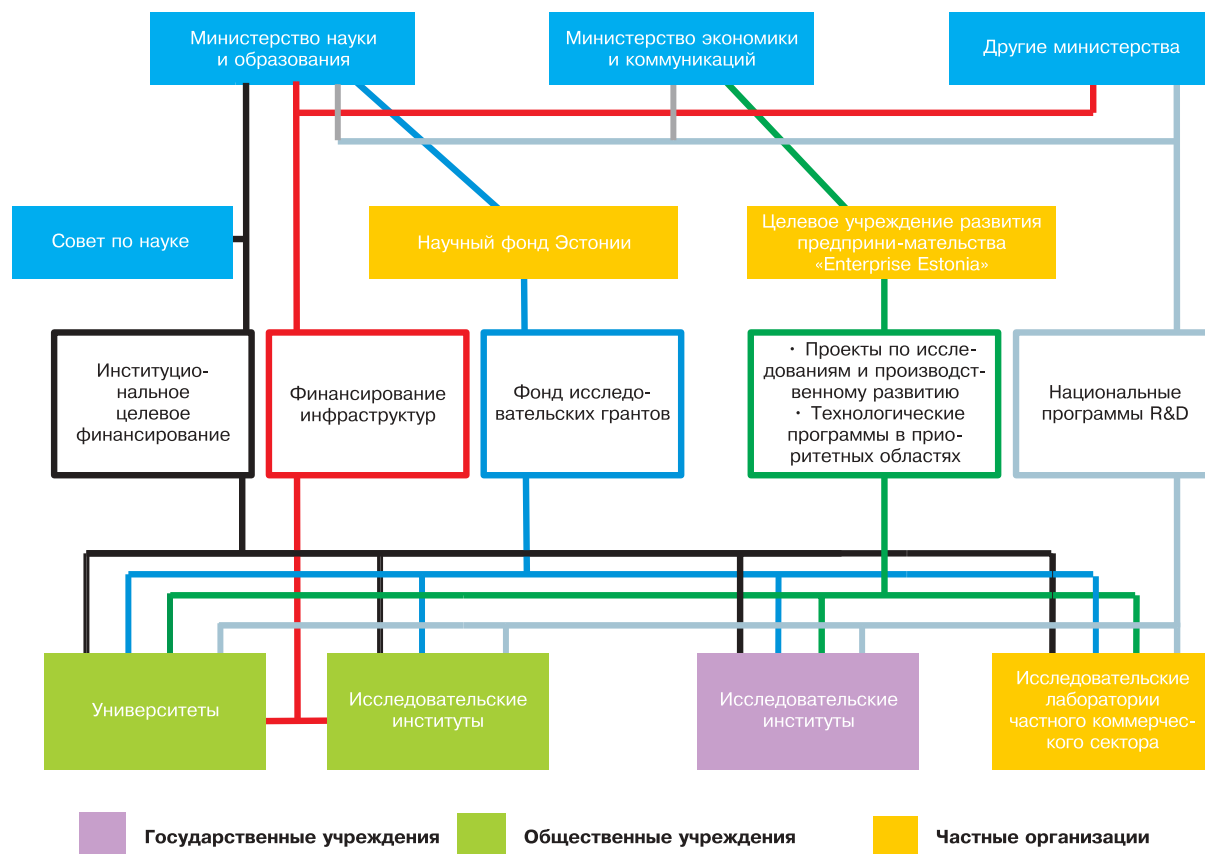 Министерство науки
и образования
Министерство экономики
и коммуникаций
Другие министерства
Совет по науке
Научный фонд Эстонии
Целевое учреждение развития
предприни-мательства
«Enterprise Estonia»
Институцио-
нальное
целевое
финансирование
Финансирование
инфраструктур
Фонд исследо-
вательских грантов
· Проекты по иссле-
дованиям и производст-
венному развитию
· Технологические
программы в прио-
ритетных областях
Национальные
программы R&D
Университеты
Исследовательские
институты
Исследовательские
институты
Исследовательские
лаборатории
частного коммерчес-
кого сектора
Государственные учреждения
Общественные учреждения
Частные организации